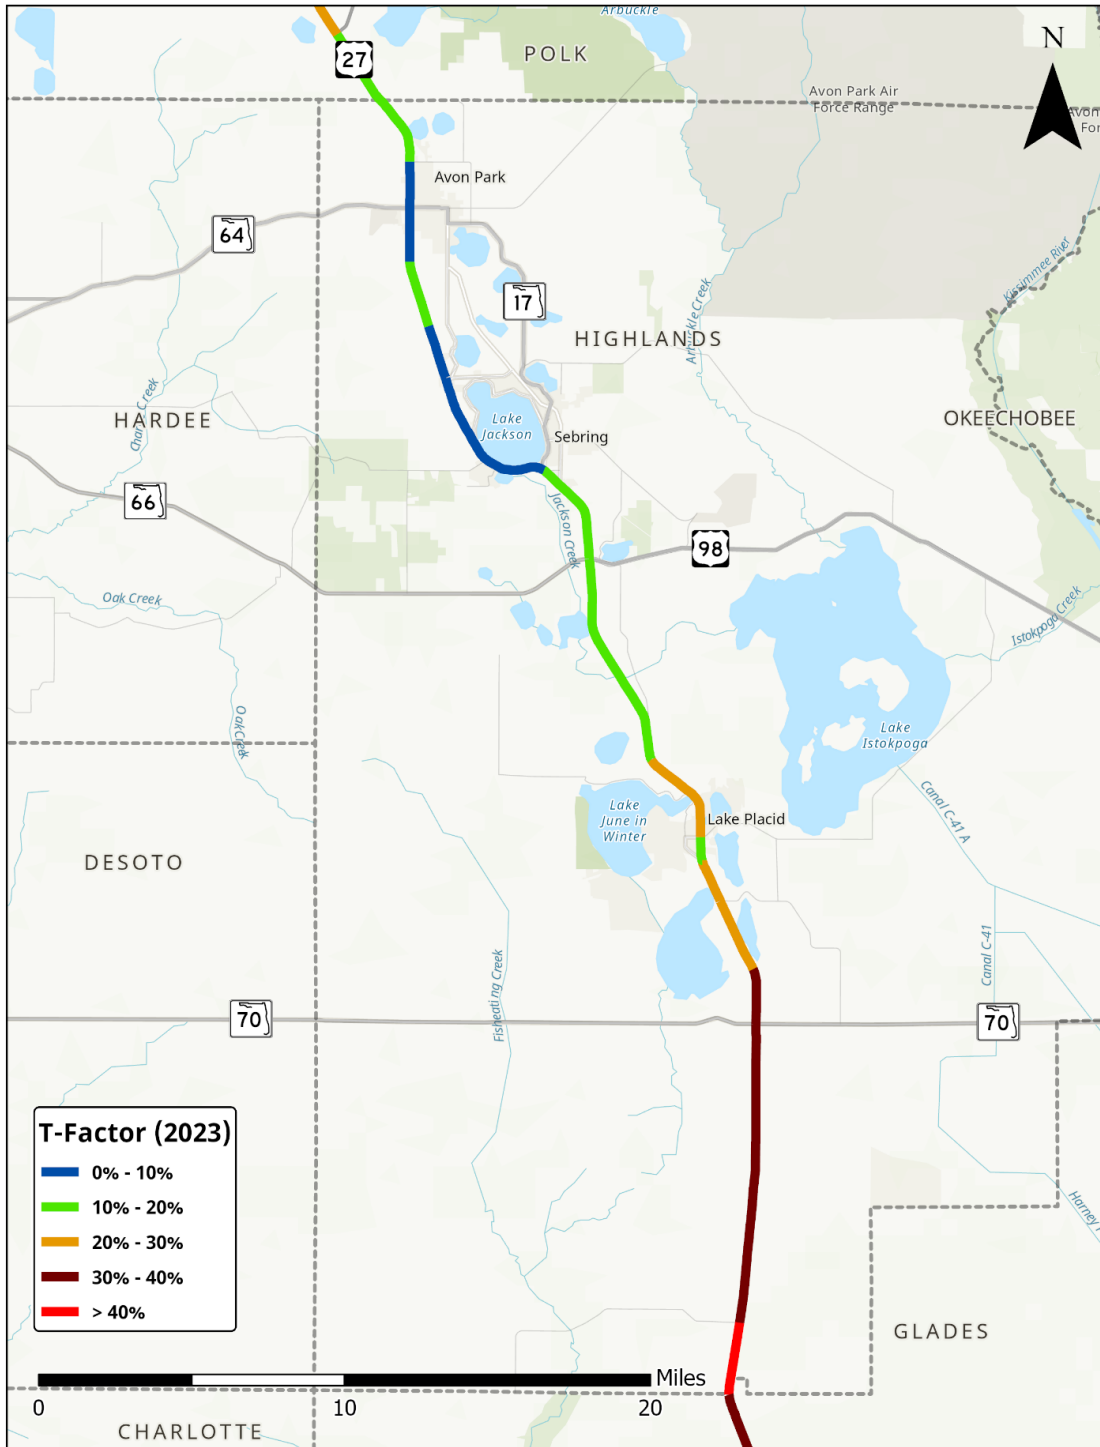 Arbuckle
POLK
N
27
Avon Park Air
Force Range
Avon
For
Avon Park
64
Kissimmee River
17
Arbuckle Creek
HIGHLANDS
HARDEE
Lake
Jackson
OKEECHOBEE
Sebring
66
Jackson Creek
98
Oak Creek
Istokpoga Creek
Oak Creek
Lake
Istokpoga
Canal C-41 A
Lake
June in
Winter
Lake Placid
DESOTO
Canal C-41
Fisheating Creek
70
70
T-Factor (2023)
0% - 10%
10% - 20%
20% - 30%
30% - 40%
> 40%
Harney
GLADES
Miles
0
10
20
CHARLOTTE